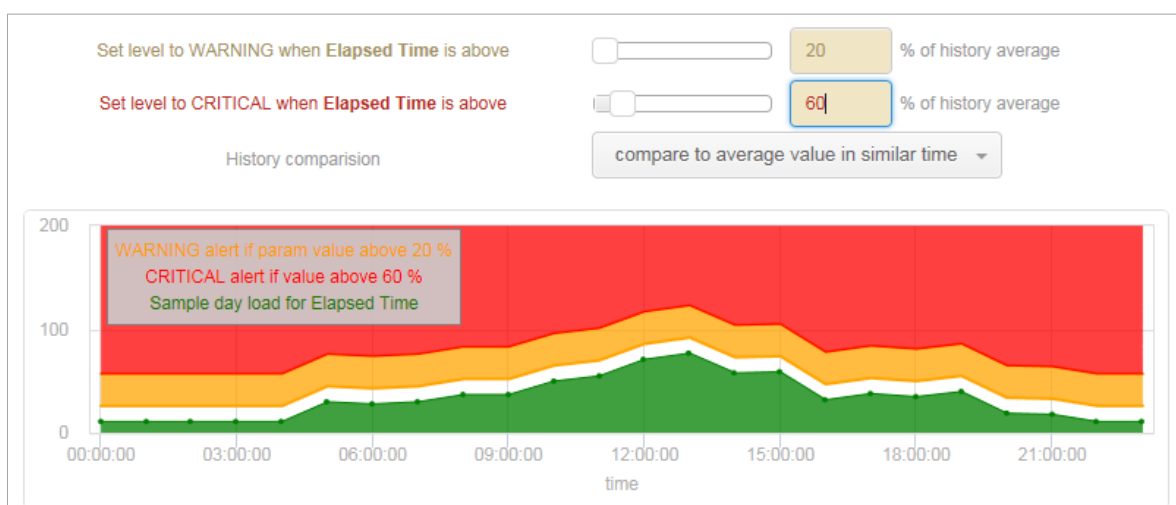 Set level to WARNING when Elapsed Time is above 20 % of history average
Set level to CRITICAL when Elapsed Time is above 60 % of history average
History comparision compare to average value in similar time
200
WARNING alert if param value above 20 %
CRITICAL alert if value above 60 %
Sample day load for Elapsed Time
100
0
00:00:00 03:00:00 06:00:00 09:00:00 12:00:00 15:00:00 18:00:00 21:00:00
time